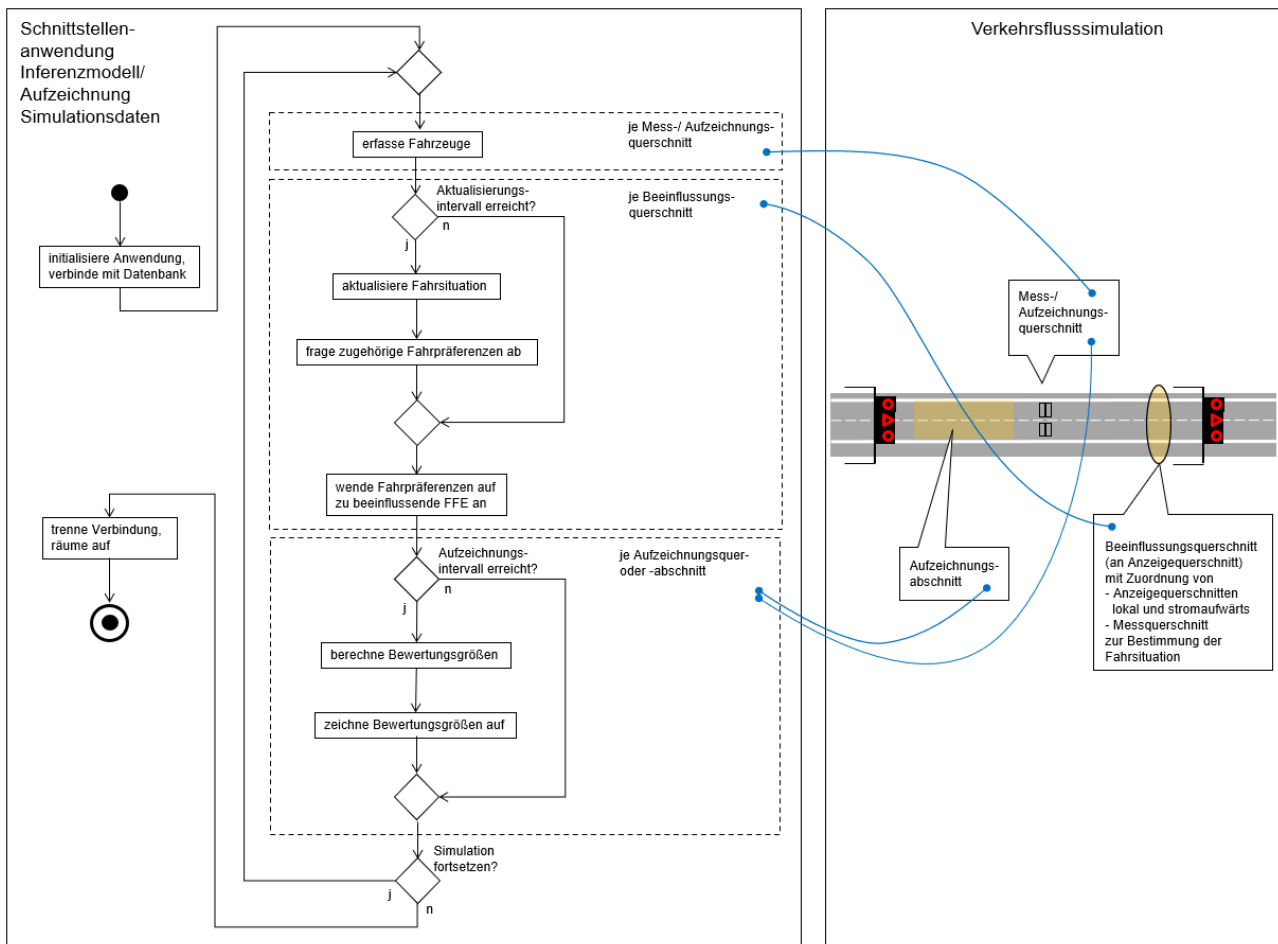 Schnittstellen-
anwendung
Inferenzmodell/
Aufzeichnung
Simulationsdaten
je Mess-/ Aufzeichnungs-
querschnitt
erfasse Fahrzeuge
Aktualisierungs-
intervall erreicht?
je Beeinflussungs-
querschnitt
n
j
initialisiere Anwendung,
verbinde mit Datenbank
aktualisiere Fahrsituation
frage zugehörige Fahrpräferenzen ab
wende Fahrpräferenzen auf
zu beeinflussende FFE an
trenne Verbindung,
räume auf
Aufzeichnungs-
intervall erreicht?
je Aufzeichnungsquer-
oder -abschnitt
n
j
berechne Bewertungsgrößen
zeichne Bewertungsgrößen auf
Simulation
fortsetzen?
j
n
Verkehrsflusssimulation
Mess-/
Aufzeichnungs-
querschnitt
Aufzeichnungs-
abschnitt
Beeinflussungsquerschnitt
(an Anzeigequerschnitt)
mit Zuordnung von
- Anzeigequerschnitten
lokal und stromaufwärts
- Messquerschnitt
zur Bestimmung der
Fahrsituation